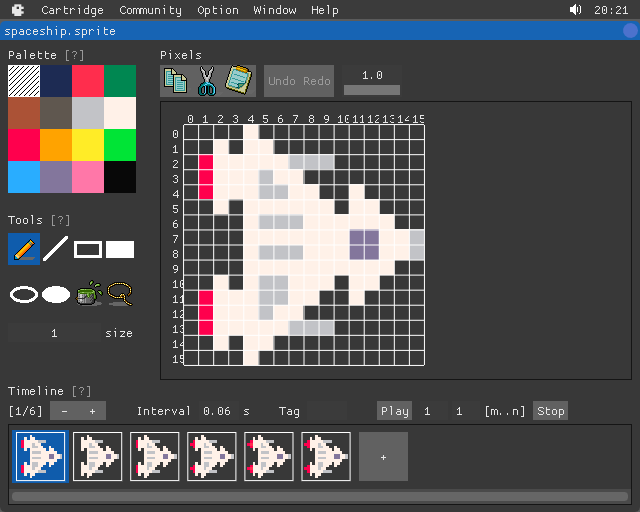 Cartridge Community Option Window Help 20:21
spaceship.sprite
Palette [?]
Pixels
Undo Redo 1.0
0 1 2 3 4 5 6 7 8 9 10 11 12 13 14 15
0
1
2
3
4
5
6
7
8
9
10
11
12
13
14
15
Tools [?]
1 size
Timeline [?]
[1/6] - + Interval 0.06 s Tag Play 1 1 [m..n] Stop
+